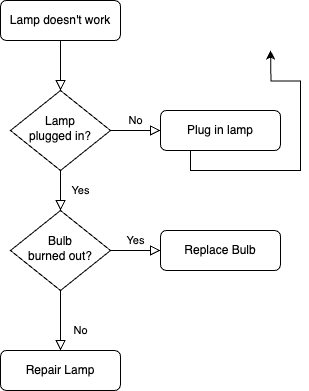 Lamp doesn't work
Lamp
plugged in?
No
Plug in lamp
Yes
Bulb
burned out?
Yes
Replace Bulb
No
Repair Lamp